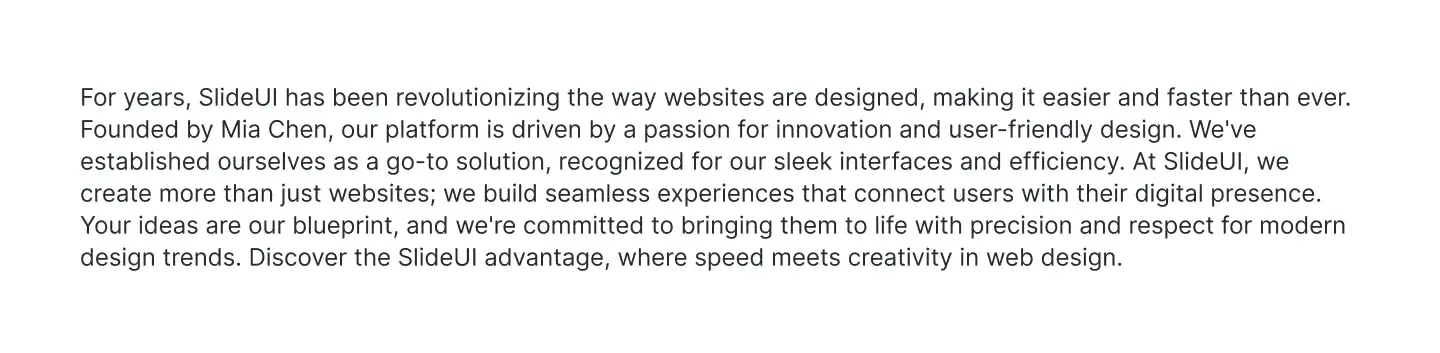 For years, SlideUI has been revolutionizing the way websites are designed, making it easier and faster than ever.
Founded by Mia Chen, our platform is driven by a passion for innovation and user-friendly design. We've
established ourselves as a go-to solution, recognized for our sleek interfaces and efficiency. At SlideUI, we
create more than just websites; we build seamless experiences that connect users with their digital presence.
Your ideas are our blueprint, and we're committed to bringing them to life with precision and respect for modern
design trends. Discover the SlideUI advantage, where speed meets creativity in web design.